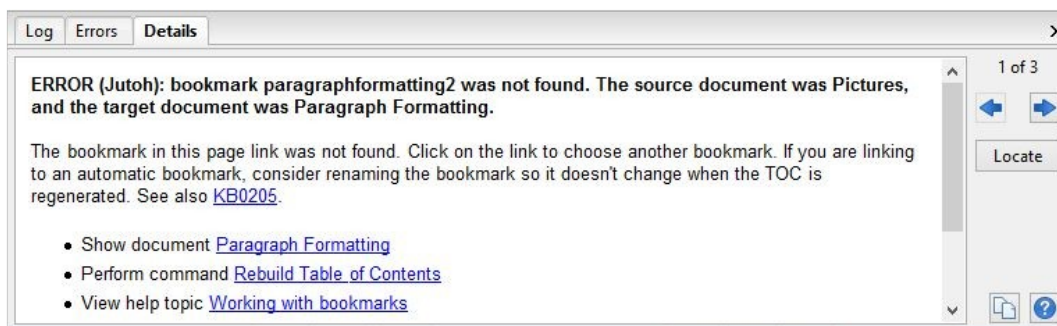 Log Errors Details
1 of 3
ERROR (Jutoh): bookmark paragraphformatting2 was not found. The source document was Pictures,
and the target document was Paragraph Formatting.
The bookmark in this page link was not found. Click on the link to choose another bookmark. If you are linking
to an automatic bookmark, consider renaming the bookmark so it doesn't change when the TOC is
regenerated. See also KB0205.
Locate
• Show document Paragraph Formatting
• Perform command Rebuild Table of Contents
• View help topic Working with bookmarks